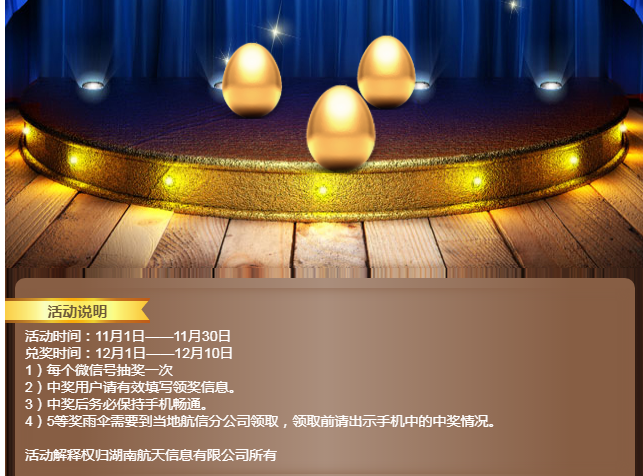 活动说明
活动时间：11月1日——11月30日
兑奖时间：12月1日——12月10日
1）每个微信号抽奖一次
2）中奖用户请有效填写领奖信息。
3）中奖后务必保持手机畅通。
4）5等奖雨伞需要到当地航信分公司领取，领取前请出示手机中的中奖情况。
活动解释权归湖南航天信息有限公司所有